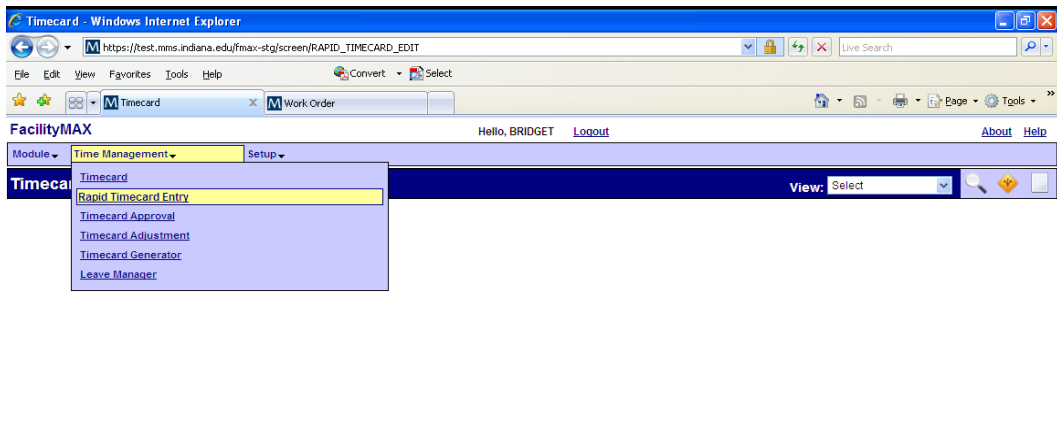 Timecard - Windows Internet Explorer
https://test.mms.indiana.edu/fmax-stg/screen/RAPID_TIMECARD_EDIT
Live Search
File Edit View Favorites Tools Help Convert Select
Timecard Work Order Page Tools
FacilityMAX Hello, BRIDGET Logout About Help
Module Time Management Setup
Timecar View: Select
Timecard
Rapid Timecard Entry
Timecard Approval
Timecard Adjustment
Timecard Generator
Leave Manager